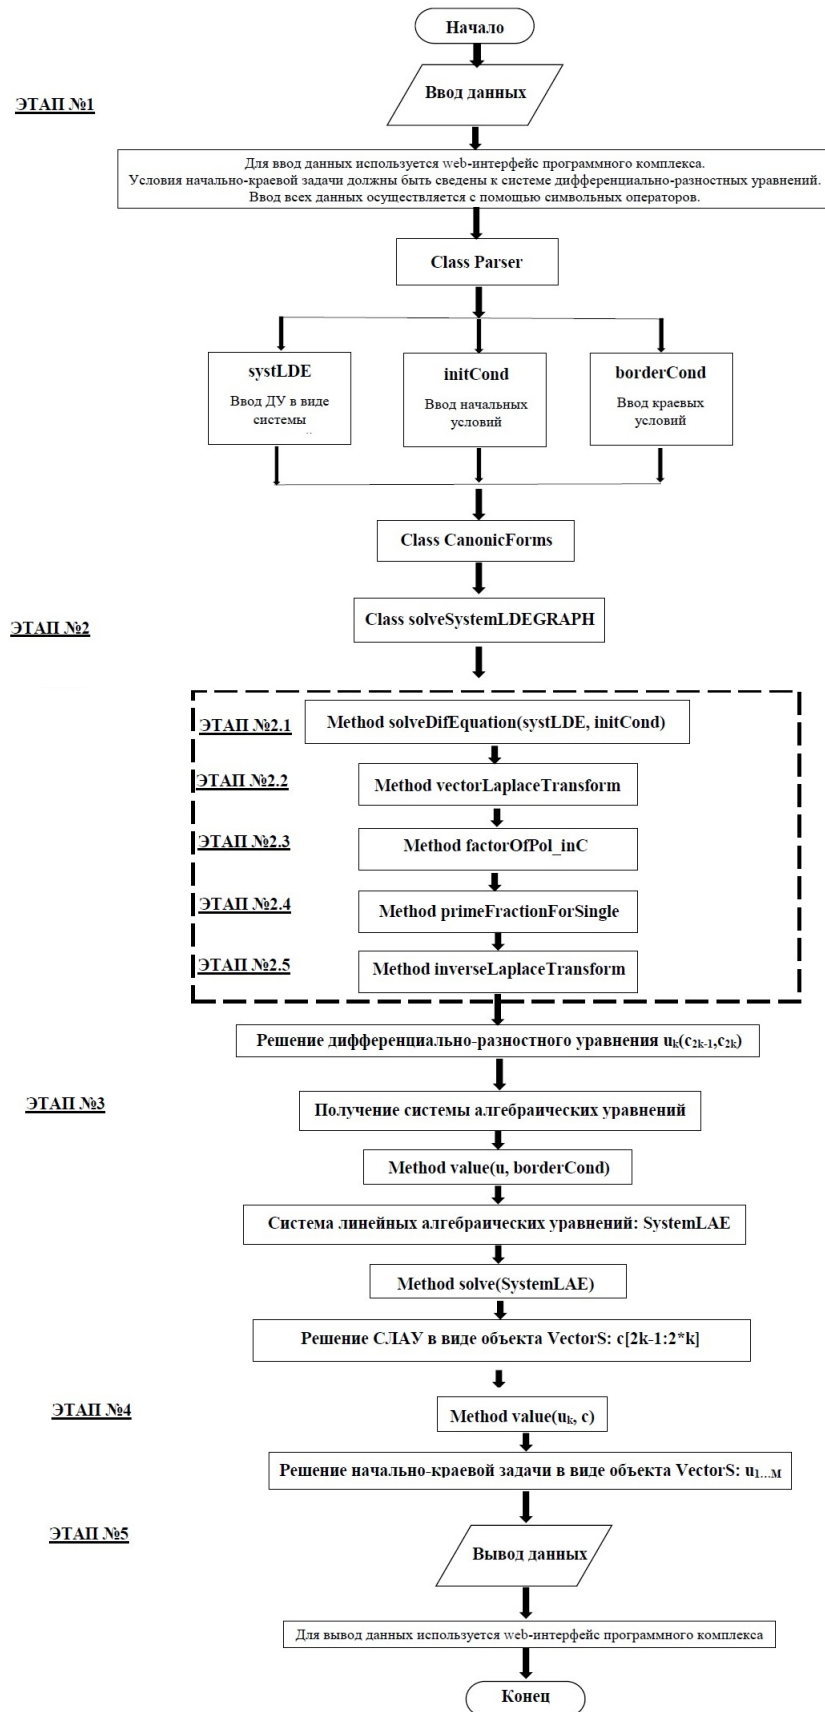 Начало
Ввод данных
ЭТАП №1
Для ввод данных используется web-интерфейс программного комплекса.
Условия начально-краевой задачи должны быть сведены к системе дифференциально-разностных уравнений.
Ввод всех данных осуществляется с помощью символьных операторов.
Class Parser
systLDE
Ввод ДУ в виде
системы
initCond
Ввод начальных
условий
borderCond
Ввод краевых
условий
Class CanonicForms
ЭТАП №2
Class solveSystemLDEGRAPH
ЭТАП №2.1
Method solveDifEquation(systLDE, initCond)
ЭТАП №2.2
Method vectorLaplaceTransform
ЭТАП №2.3
Method factorOfPol_inC
ЭТАП №2.4
Method primeFractionForSingle
ЭТАП №2.5
Method inverseLaplaceTransform
Решение дифференциально-разностного уравнения uₖ(c₂ₖ₋₁,c₂ₖ)
ЭТАП №3
Получение системы алгебраических уравнений
Method value(u, borderCond)
Система линейных алгебраических уравнений: SystemLAE
Method solve(SystemLAE)
Решение СЛАУ в виде объекта VectorS: c[2k-1:2*k]
ЭТАП №4
Method value(uₖ, c)
Решение начально-краевой задачи в виде объекта VectorS: u1...M
ЭТАП №5
Вывод данных
Для вывод данных используется web-интерфейс программного комплекса
Конец